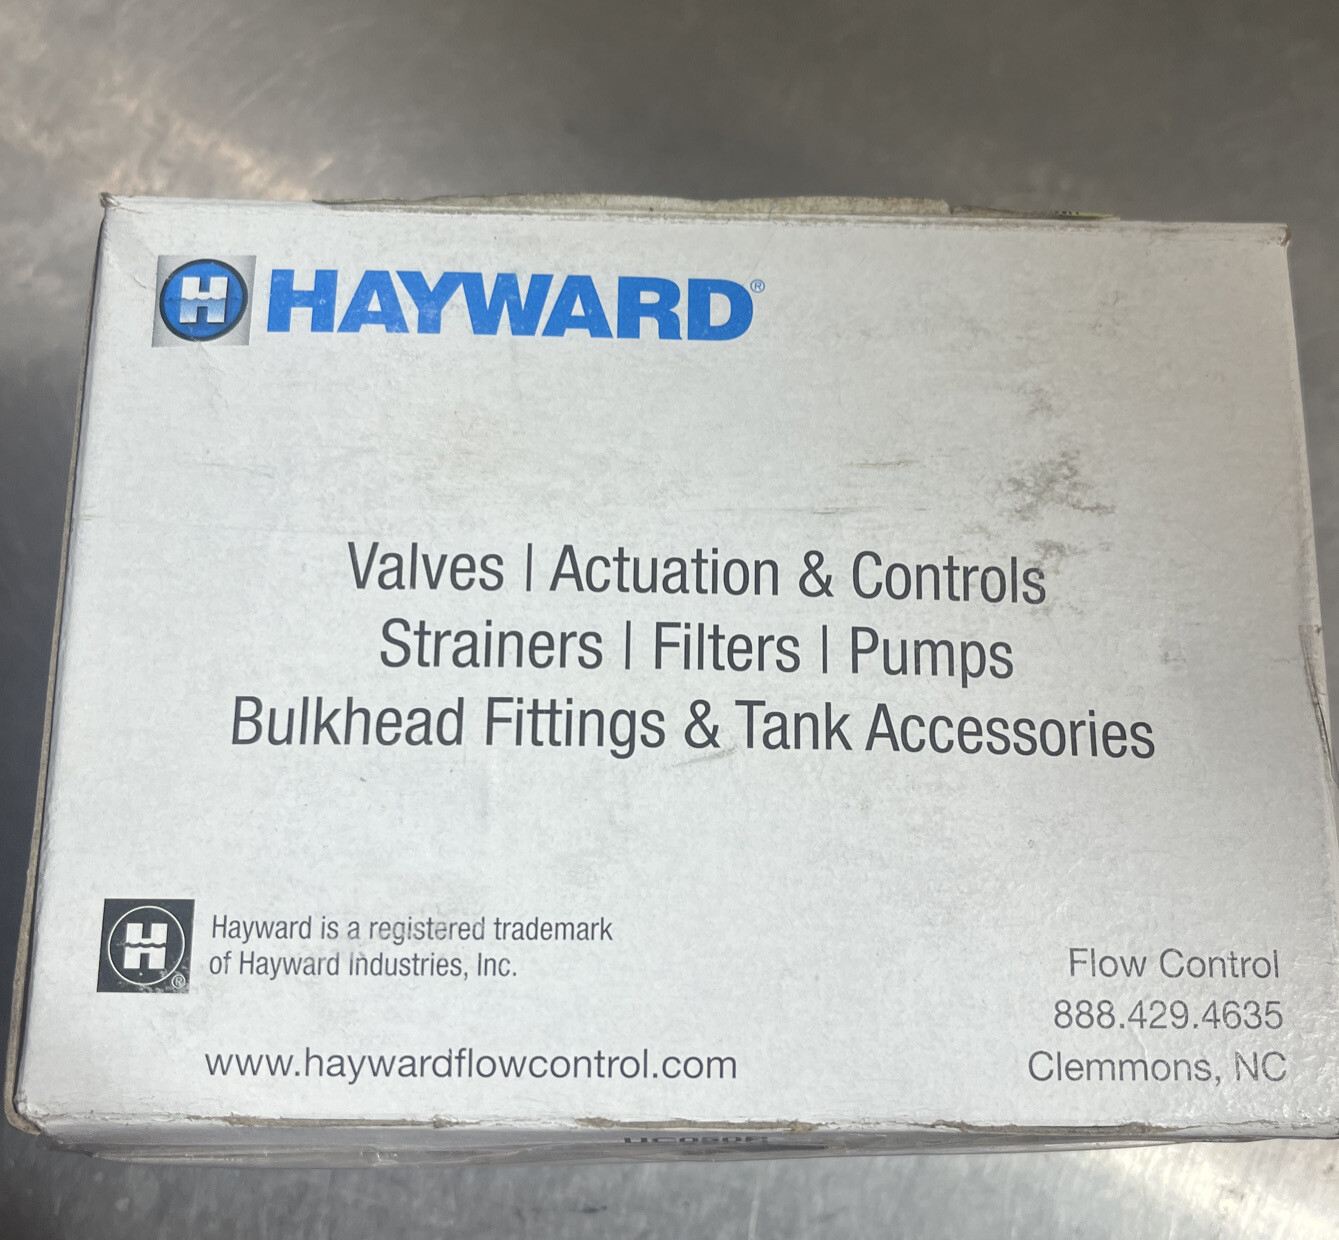 H HAYWARD®
Valves | Actuation & Controls
Strainers | Filters | Pumps
Bulkhead Fittings & Tank Accessories
H ®
Hayward is a registered trademark
of Hayward Industries, Inc.
www.haywardflowcontrol.com
Flow Control
888.429.4635
Clemmons, NC